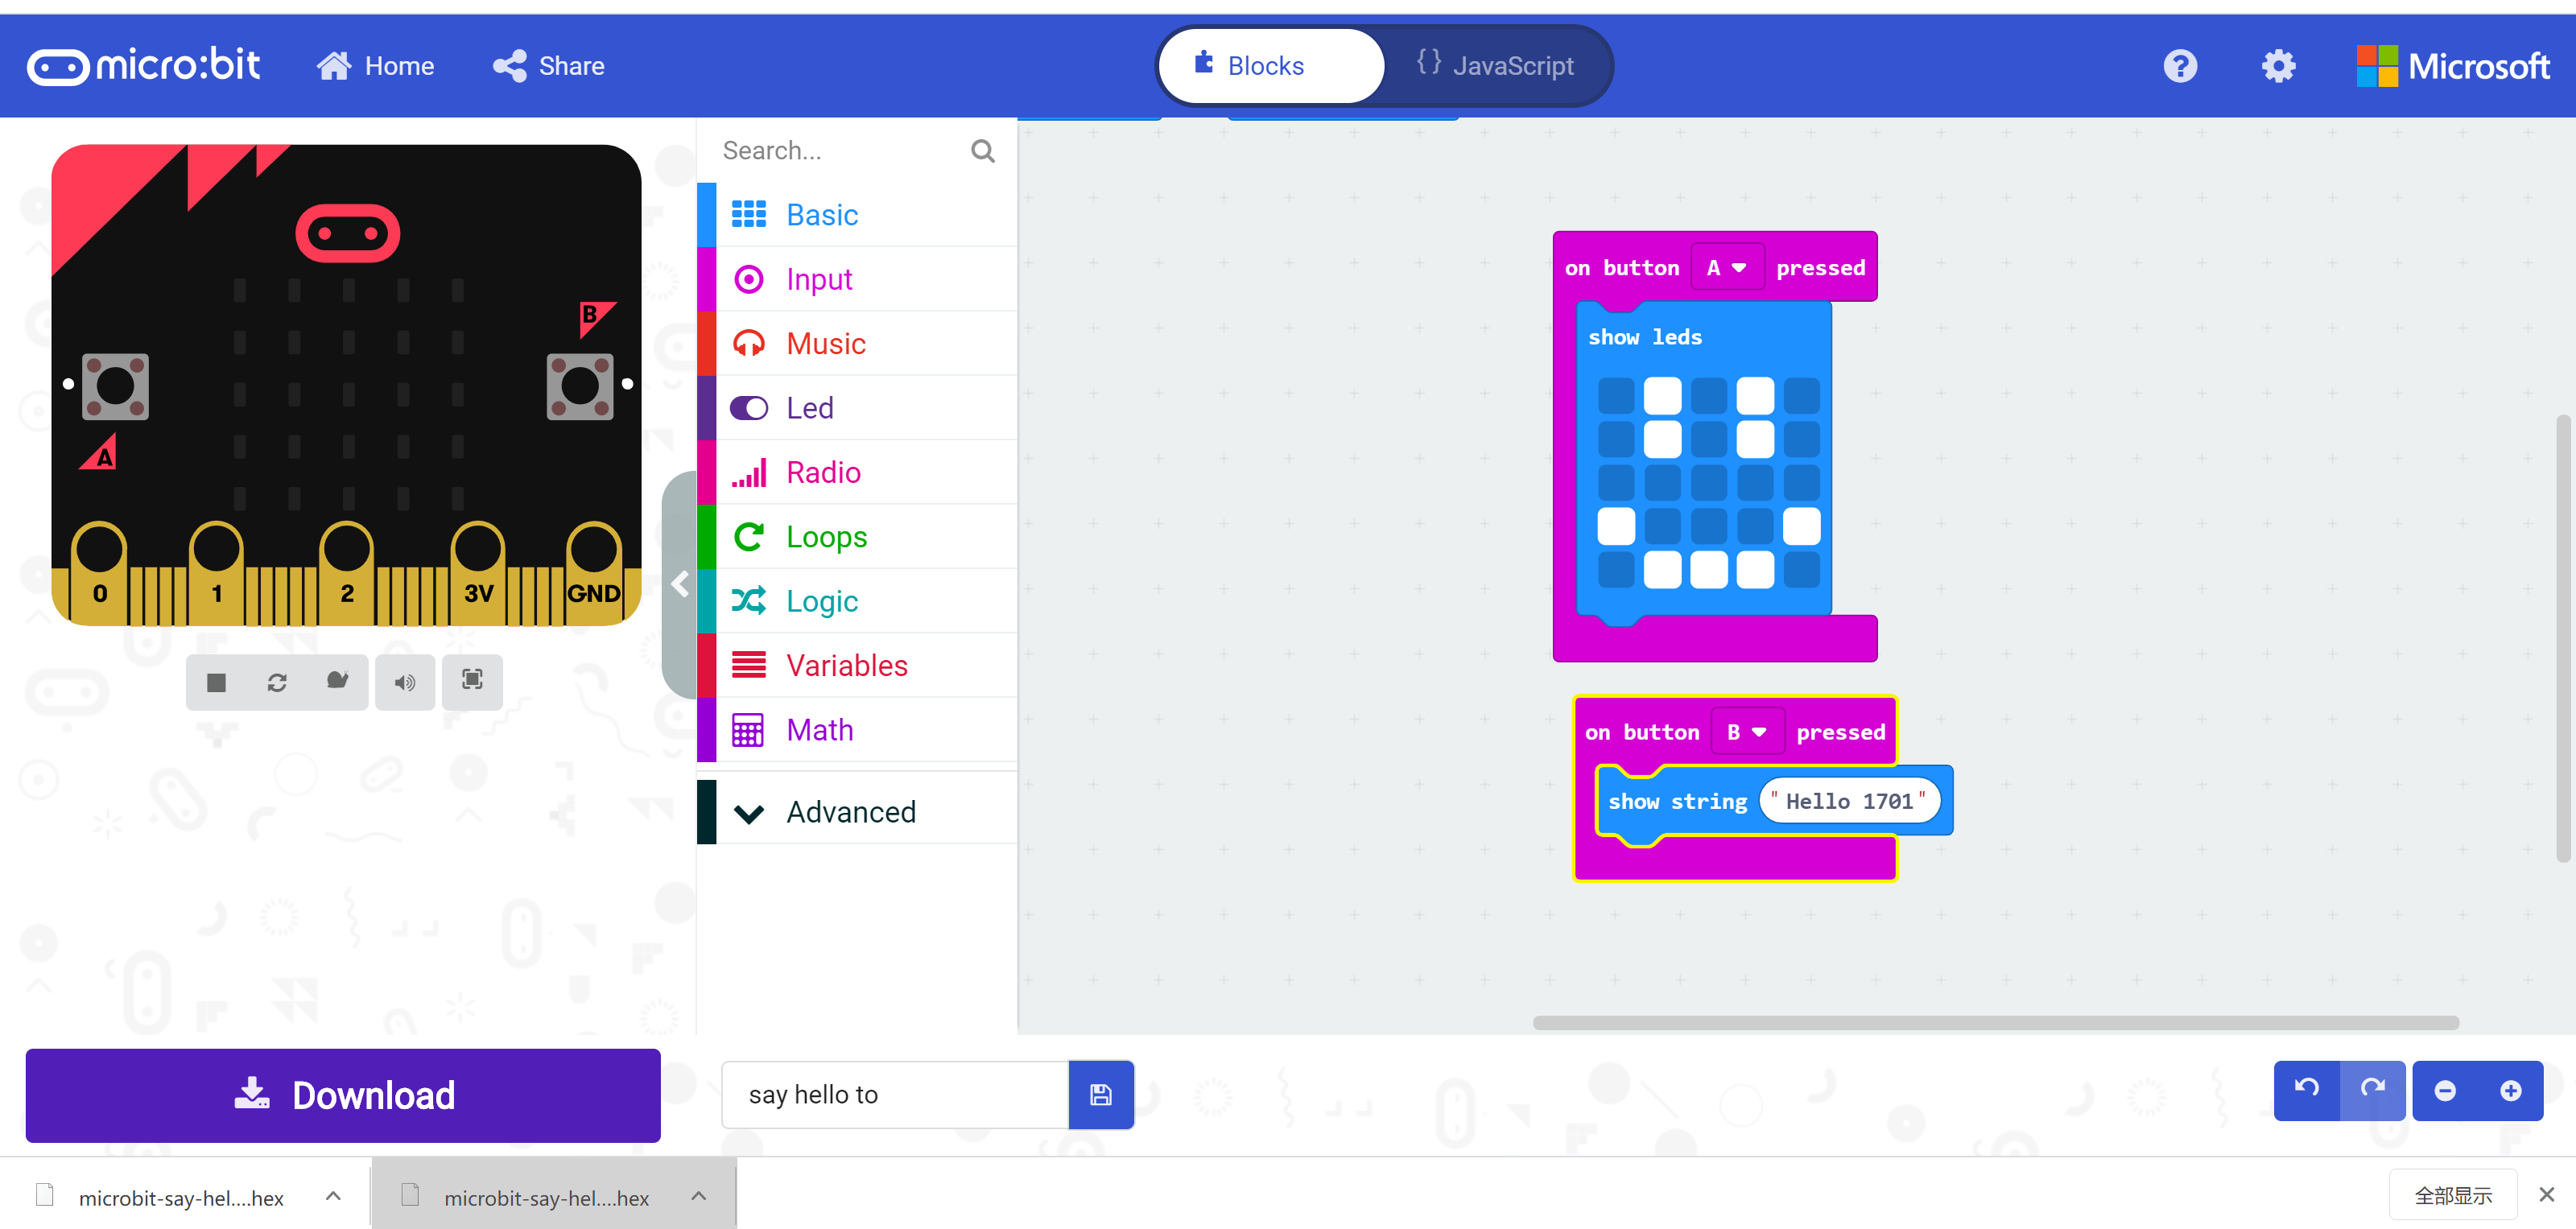 micro:bit
Home
Share
Blocks
{} JavaScript
Microsoft
Search...
Basic
Input
Music
Led
Radio
Loops
Logic
Variables
Math
Advanced
B
A
0
1
2
3V
GND
on button A pressed
show leds
on button B pressed
show string "Hello 1701"
Download
say hello to
microbit-say-hel....hex
microbit-say-hel....hex
全部显示